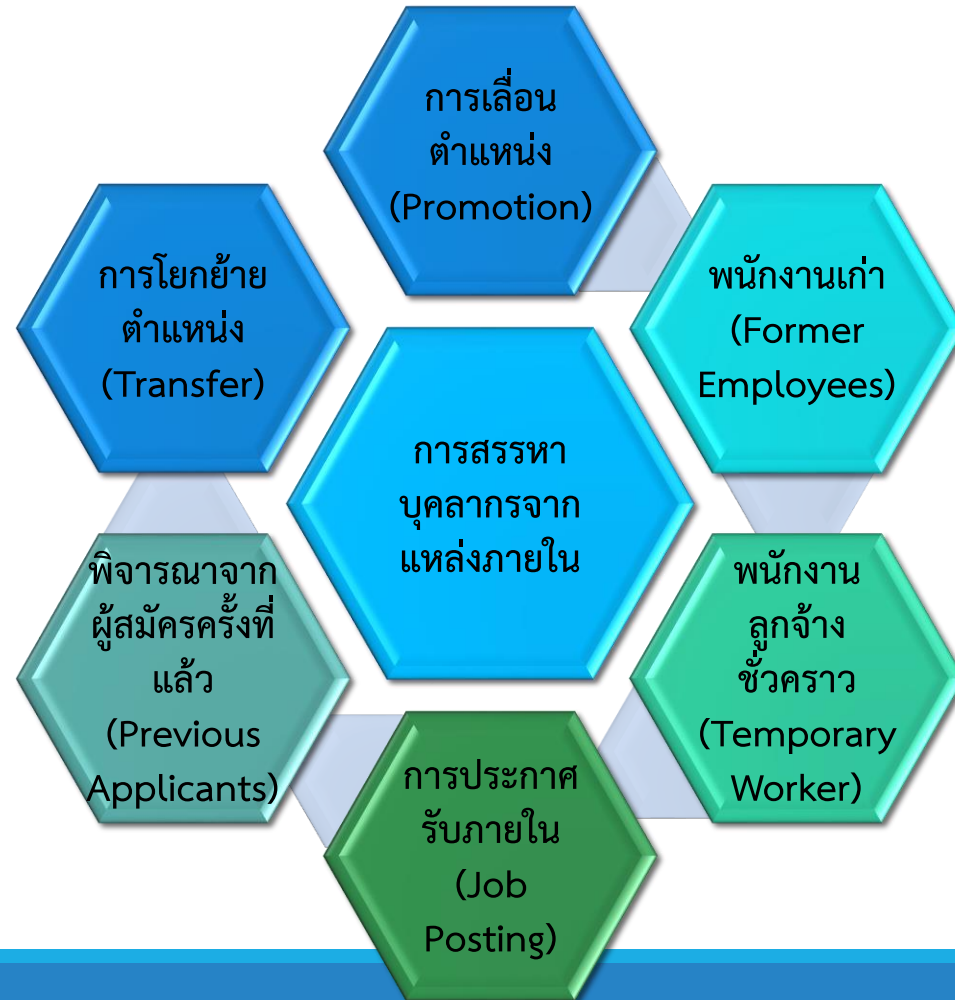 การเลื่อน
ตำแหน่ง
(Promotion)
พนักงานเก่า
(Former
Employees)
พนักงาน
ลูกจ้าง
ชั่วคราว
(Temporary
Worker)
การประกาศ
รับภายใน
(Job
Posting)
พิจารณาจาก
ผู้สมัครครั้งที่
แล้ว
(Previous
Applicants)
การโยกย้าย
ตำแหน่ง
(Transfer)
การสรรหา
บุคลากรจาก
แหล่งภายใน